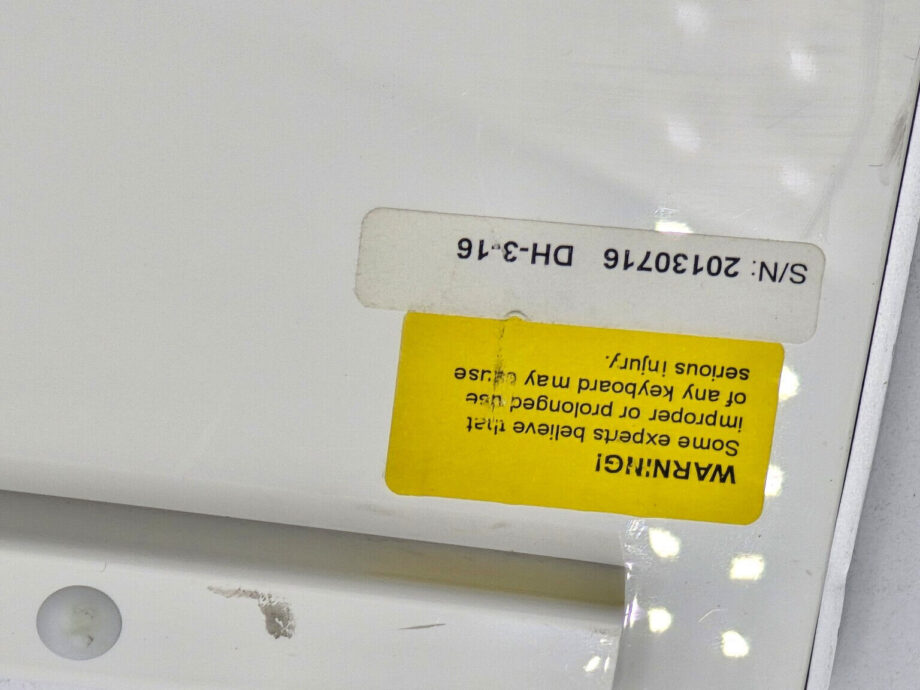 WARNING!
Some experts believe that
improper or prolonged use
of any keyboard may cause
serious injury.
S/N: 20130716 DH-3-16